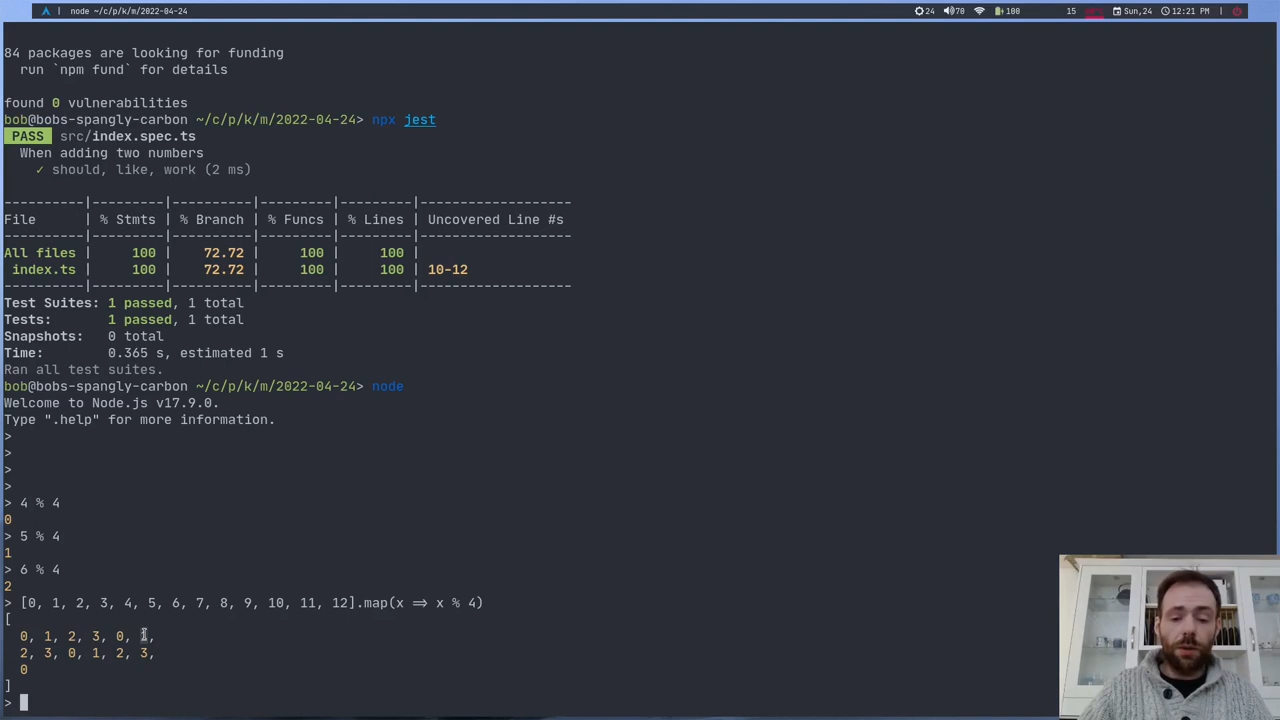 node ~/c/p/k/m/2022-04-24
24 70 100 15 Sun,24 12:21 PM
84 packages are looking for funding
run `npm fund` for details
found 0 vulnerabilities
bob@bobs-spangly-carbon ~/c/p/k/m/2022-04-24> npx jest
PASS src/index.spec.ts
When adding two numbers
✓ should, like, work (2 ms)
----------|---------|----------|---------|---------|-------------------
File      | % Stmts | % Branch | % Funcs | % Lines | Uncovered Line #s
----------|---------|----------|---------|---------|-------------------
All files |     100 |    72.72 |     100 |     100 |
 index.ts |     100 |    72.72 |     100 |     100 | 10-12
----------|---------|----------|---------|---------|-------------------
Test Suites: 1 passed, 1 total
Tests:       1 passed, 1 total
Snapshots:   0 total
Time:        0.365 s, estimated 1 s
Ran all test suites.
bob@bobs-spangly-carbon ~/c/p/k/m/2022-04-24> node
Welcome to Node.js v17.9.0.
Type ".help" for more information.
>
>
>
>
> 4 % 4
0
> 5 % 4
1
> 6 % 4
2
> [0, 1, 2, 3, 4, 5, 6, 7, 8, 9, 10, 11, 12].map(x => x % 4)
[
0, 1, 2, 3, 0, 1,
2, 3, 0, 1, 2, 3,
0
]
>